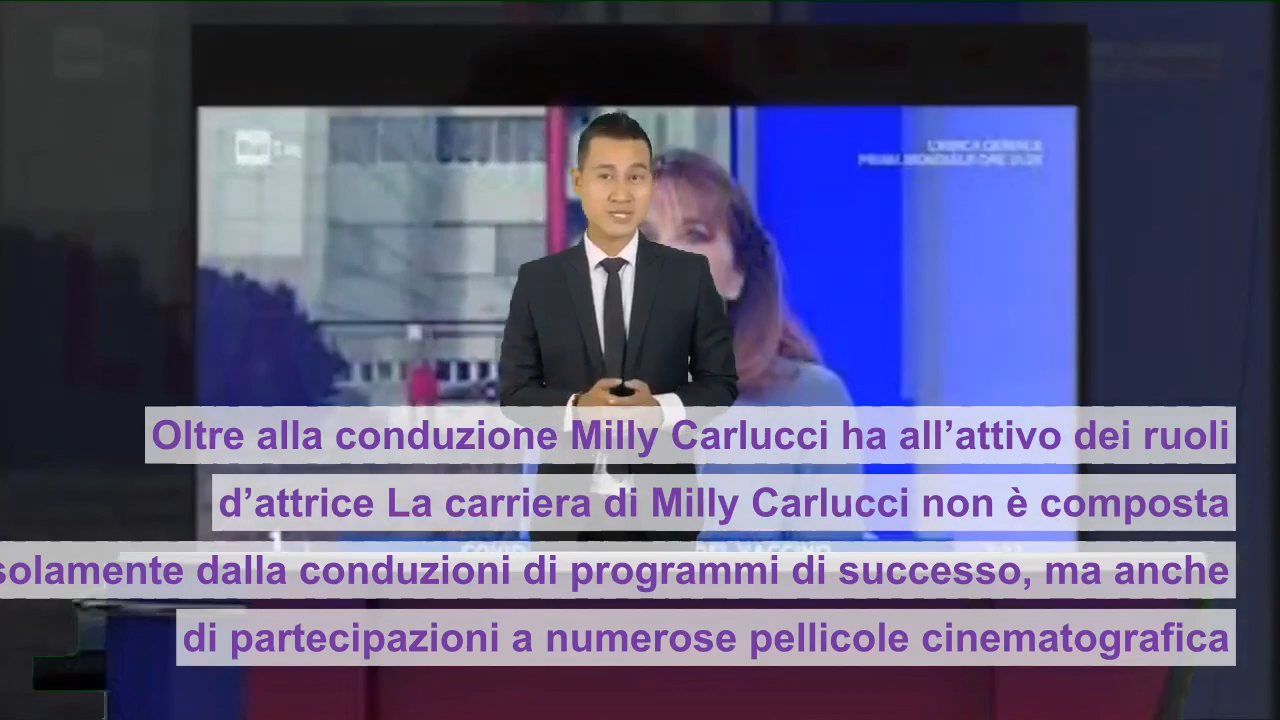 Rai
Oltre alla conduzione Milly Carlucci ha all’attivo dei ruoli
d’attrice La carriera di Milly Carlucci non è composta
solamente dalla conduzioni di programmi di successo, ma anche
di partecipazioni a numerose pellicole cinematografica